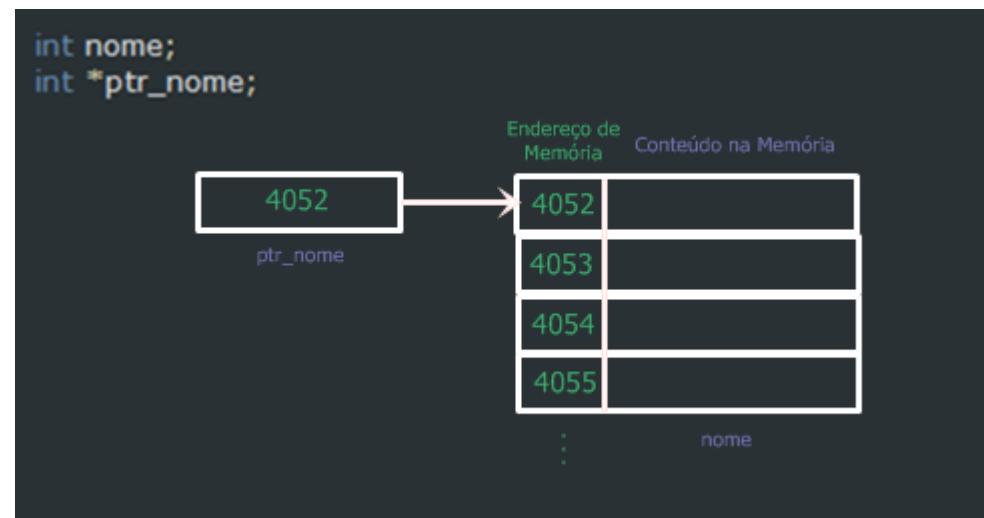 int nome;
int *ptr_nome;
Endereço de
Memória
Conteúdo na Memória
4052
4052
ptr_nome
4053
4054
4055
nome